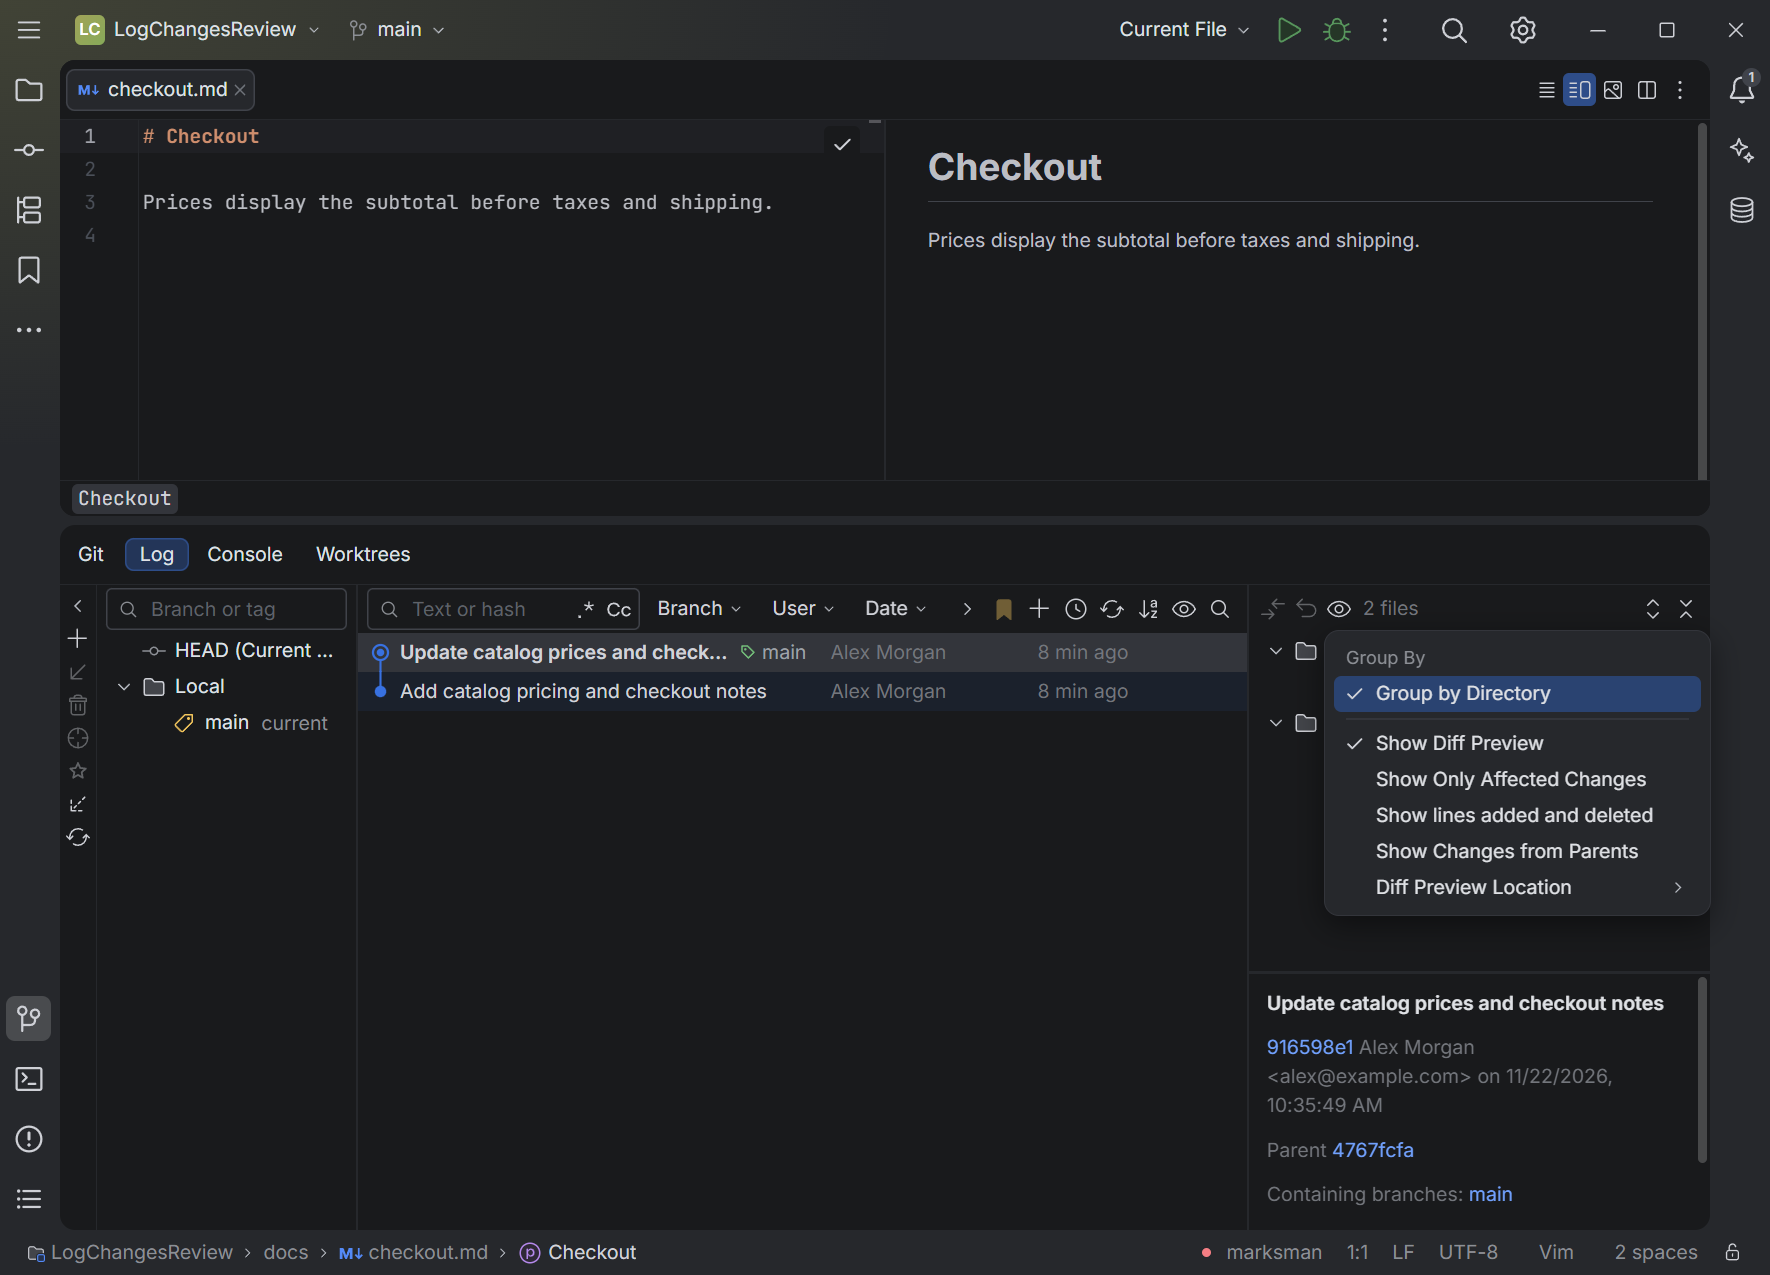 LC LogChangesReview main Current File
M↓ checkout.md
1
1 # Checkout
2
3 Prices display the subtotal before taxes and shipping.
4
Checkout
Prices display the subtotal before taxes and shipping.
Checkout
Git Log Console Worktrees
Branch or tag
HEAD (Current ...
Local
main current
Text or hash .* Cc Branch User Date
Update catalog prices and check... main Alex Morgan 8 min ago
Add catalog pricing and checkout notes Alex Morgan 8 min ago
2 files
Group By
Group by Directory
Show Diff Preview
Show Only Affected Changes
Show lines added and deleted
Show Changes from Parents
Diff Preview Location
Update catalog prices and checkout notes
916598e1 Alex Morgan
<alex@example.com> on 11/22/2026,
10:35:49 AM
Parent 4767fcfa
Containing branches: main
LogChangesReview › docs › M↓ checkout.md › p Checkout
marksman 1:1 LF UTF-8 Vim 2 spaces